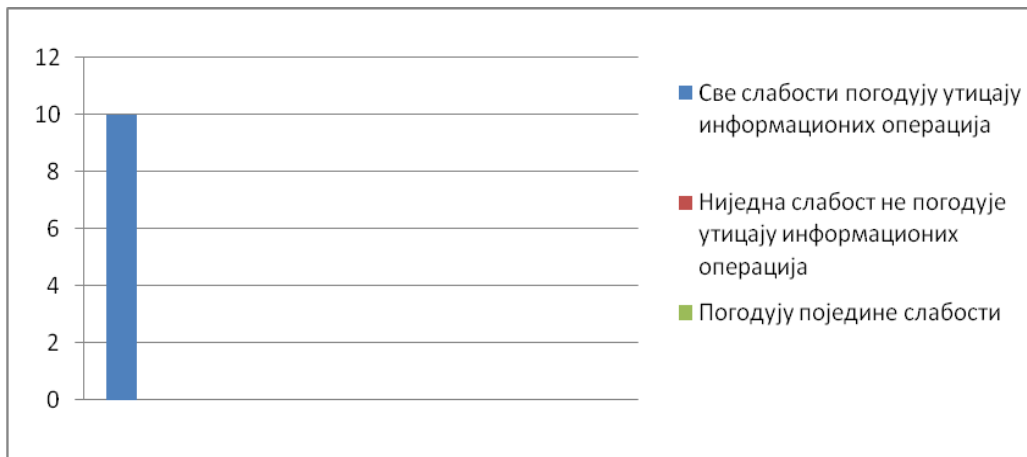 12
10
8
6
4
2
0
Све слабости погодују утицају
информационих операција
Ниједна слабост не погодује
утицају информационих
операција
Погодују поједине слабости